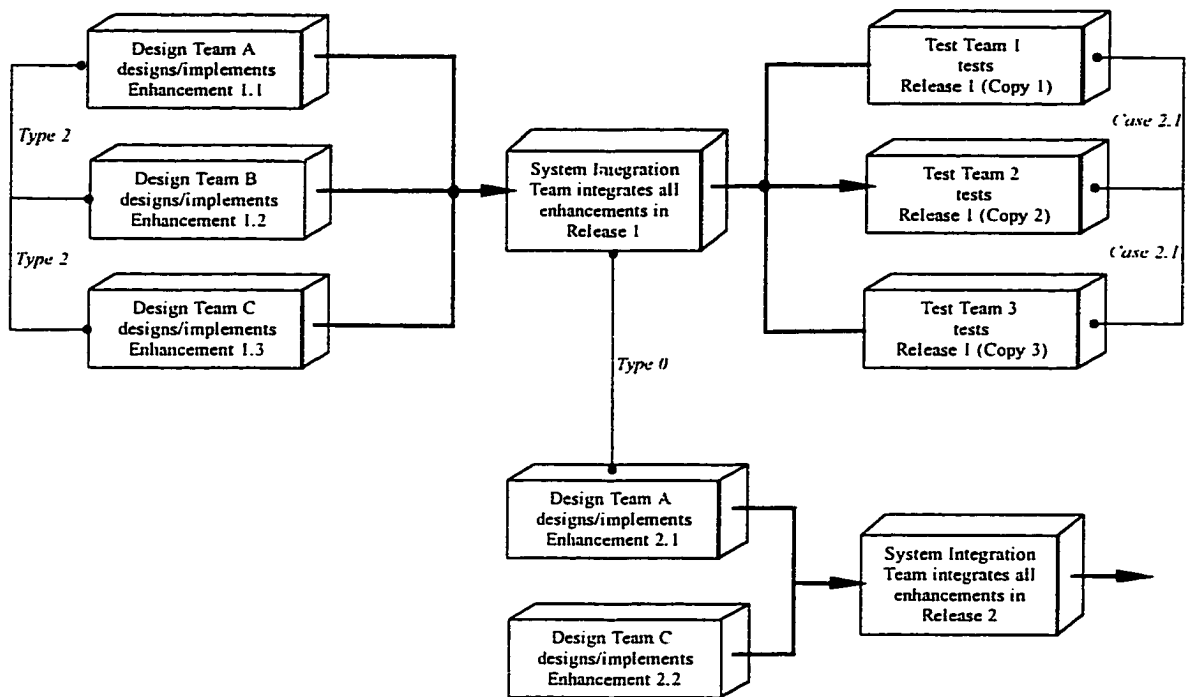 Design Team A
designs/implements
Enhancement 1.1
Type 2
Design Team B
designs/implements
Enhancement 1.2
Type 2
Design Team C
designs/implements
Enhancement 1.3
System Integration
Team integrates all
enhancements in
Release 1
Test Team 1
tests
Release 1 (Copy 1)
Case 2.1
Test Team 2
tests
Release 1 (Copy 2)
Case 2.1
Test Team 3
tests
Release 1 (Copy 3)
Type 0
Design Team A
designs/implements
Enhancement 2.1
Design Team C
designs/implements
Enhancement 2.2
System Integration
Team integrates all
enhancements in
Release 2